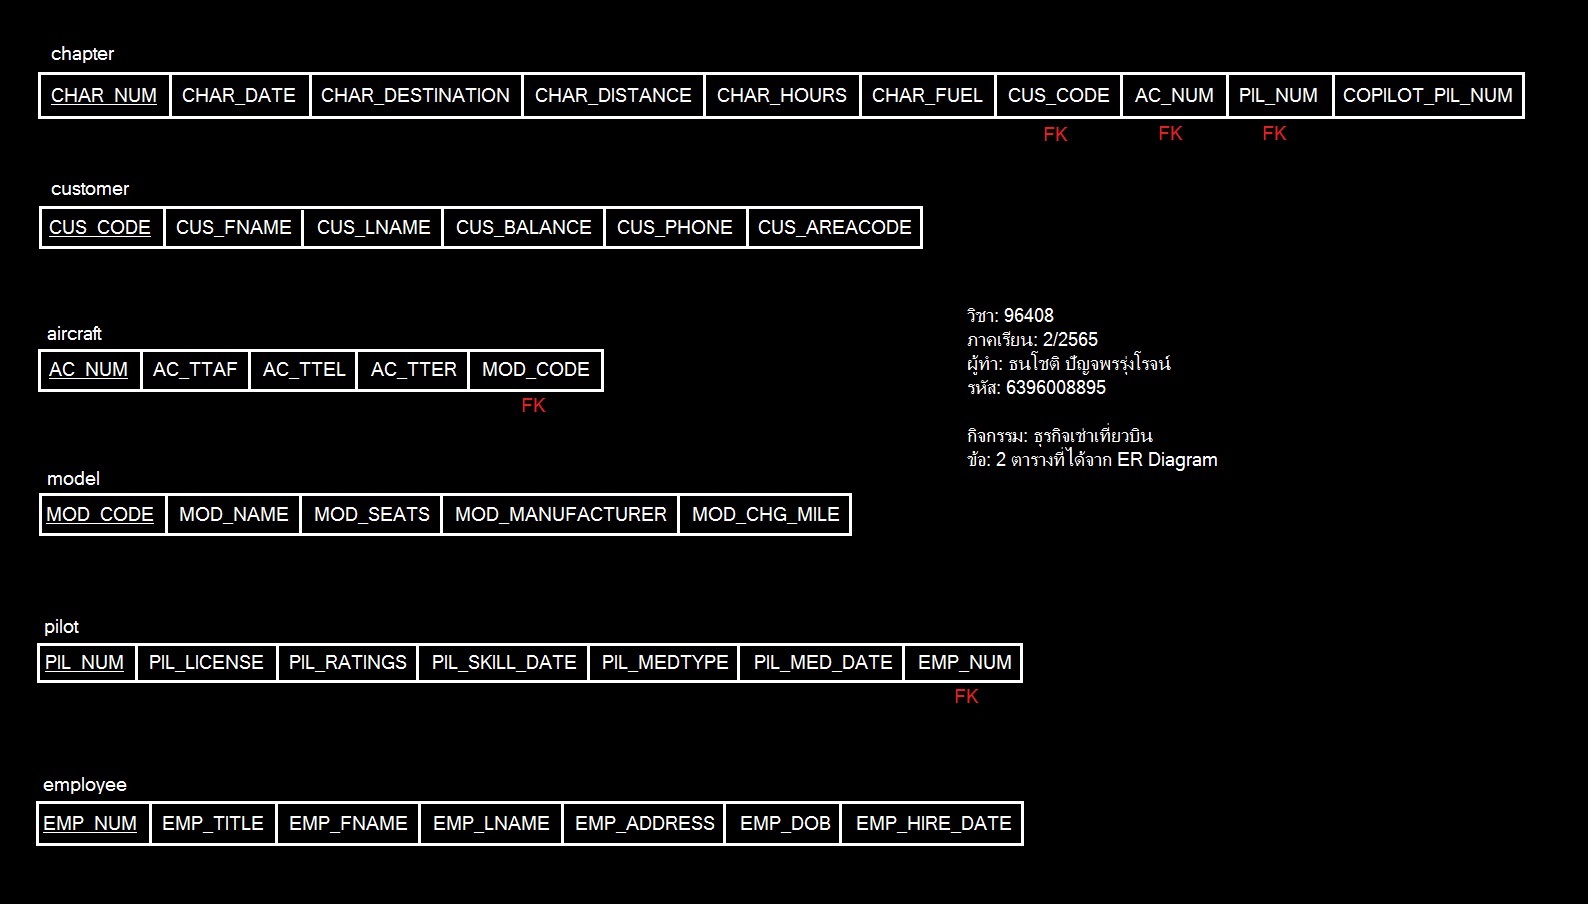 chapter
CHAR_NUM CHAR_DATE CHAR_DESTINATION CHAR_DISTANCE CHAR_HOURS CHAR_FUEL CUS_CODE AC_NUM PIL_NUM COPILOT_PIL_NUM
FK FK FK
customer
CUS_CODE CUS_FNAME CUS_LNAME CUS_BALANCE CUS_PHONE CUS_AREACODE
aircraft
AC_NUM AC_TTAF AC_TTEL AC_TTER MOD_CODE
FK
วิชา: 96408
ภาคเรียน: 2/2565
ผู้ทำ: ธนโชติ ปัญจพรรุ่งโรจน์
รหัส: 6396008895
กิจกรรม: ธุรกิจเช่าเที่ยวบิน
ข้อ: 2 ตารางที่ได้จาก ER Diagram
model
MOD_CODE MOD_NAME MOD_SEATS MOD_MANUFACTURER MOD_CHG_MILE
pilot
PIL_NUM PIL_LICENSE PIL_RATINGS PIL_SKILL_DATE PIL_MEDTYPE PIL_MED_DATE EMP_NUM
FK
employee
EMP_NUM EMP_TITLE EMP_FNAME EMP_LNAME EMP_ADDRESS EMP_DOB EMP_HIRE_DATE